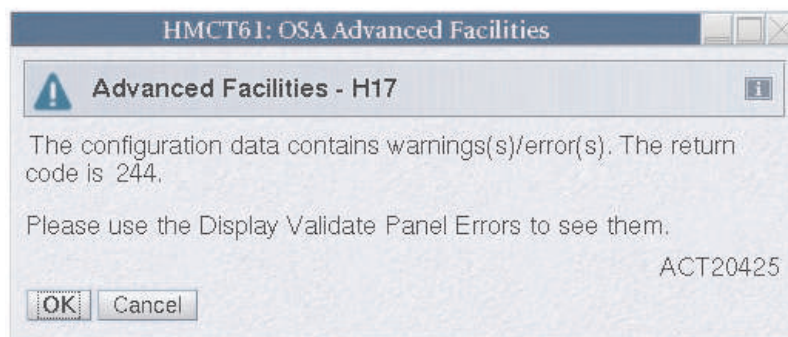 HMCT61: OSA Advanced Facilities
Advanced Facilities - H17
The configuration data contains warnings(s)/error(s). The return
code is 244.
Please use the Display Validate Panel Errors to see them.
ACT20425
OK Cancel